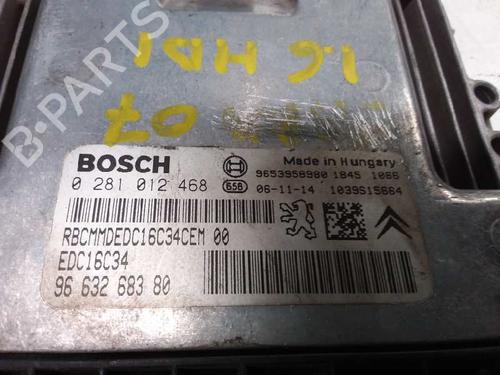 B-PARTS
1.6 HDI
07
BOSCH
Made in Hungary
9653958980 1845 1066
0 281 012 468
658 06-11-14 1039S15664
RBCMMDEDC16C34CEM 00
EDC16C34
96 632 683 80